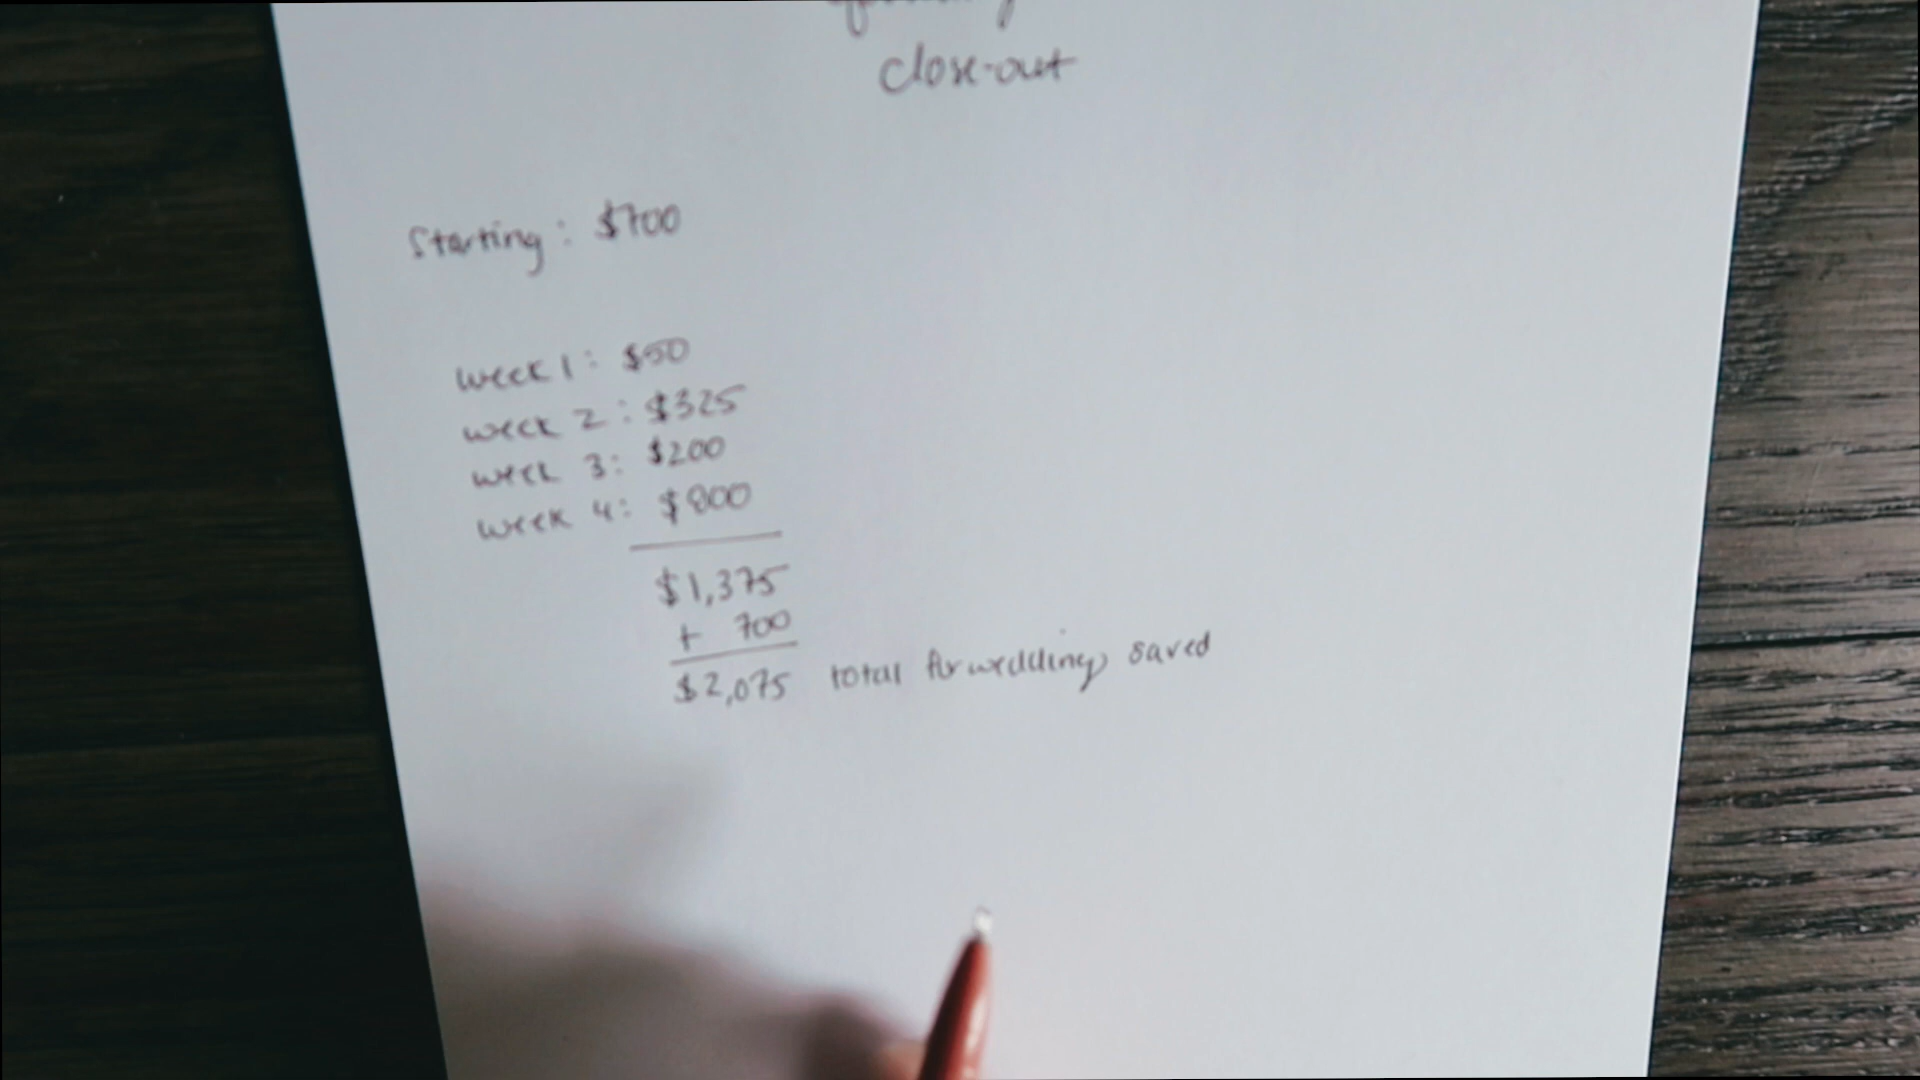 close-out
Starting: $700
week 1: $50
week 2: $325
week 3: $200
week 4: $800
$1,375
+ 700
$2,075 total for wedding saved